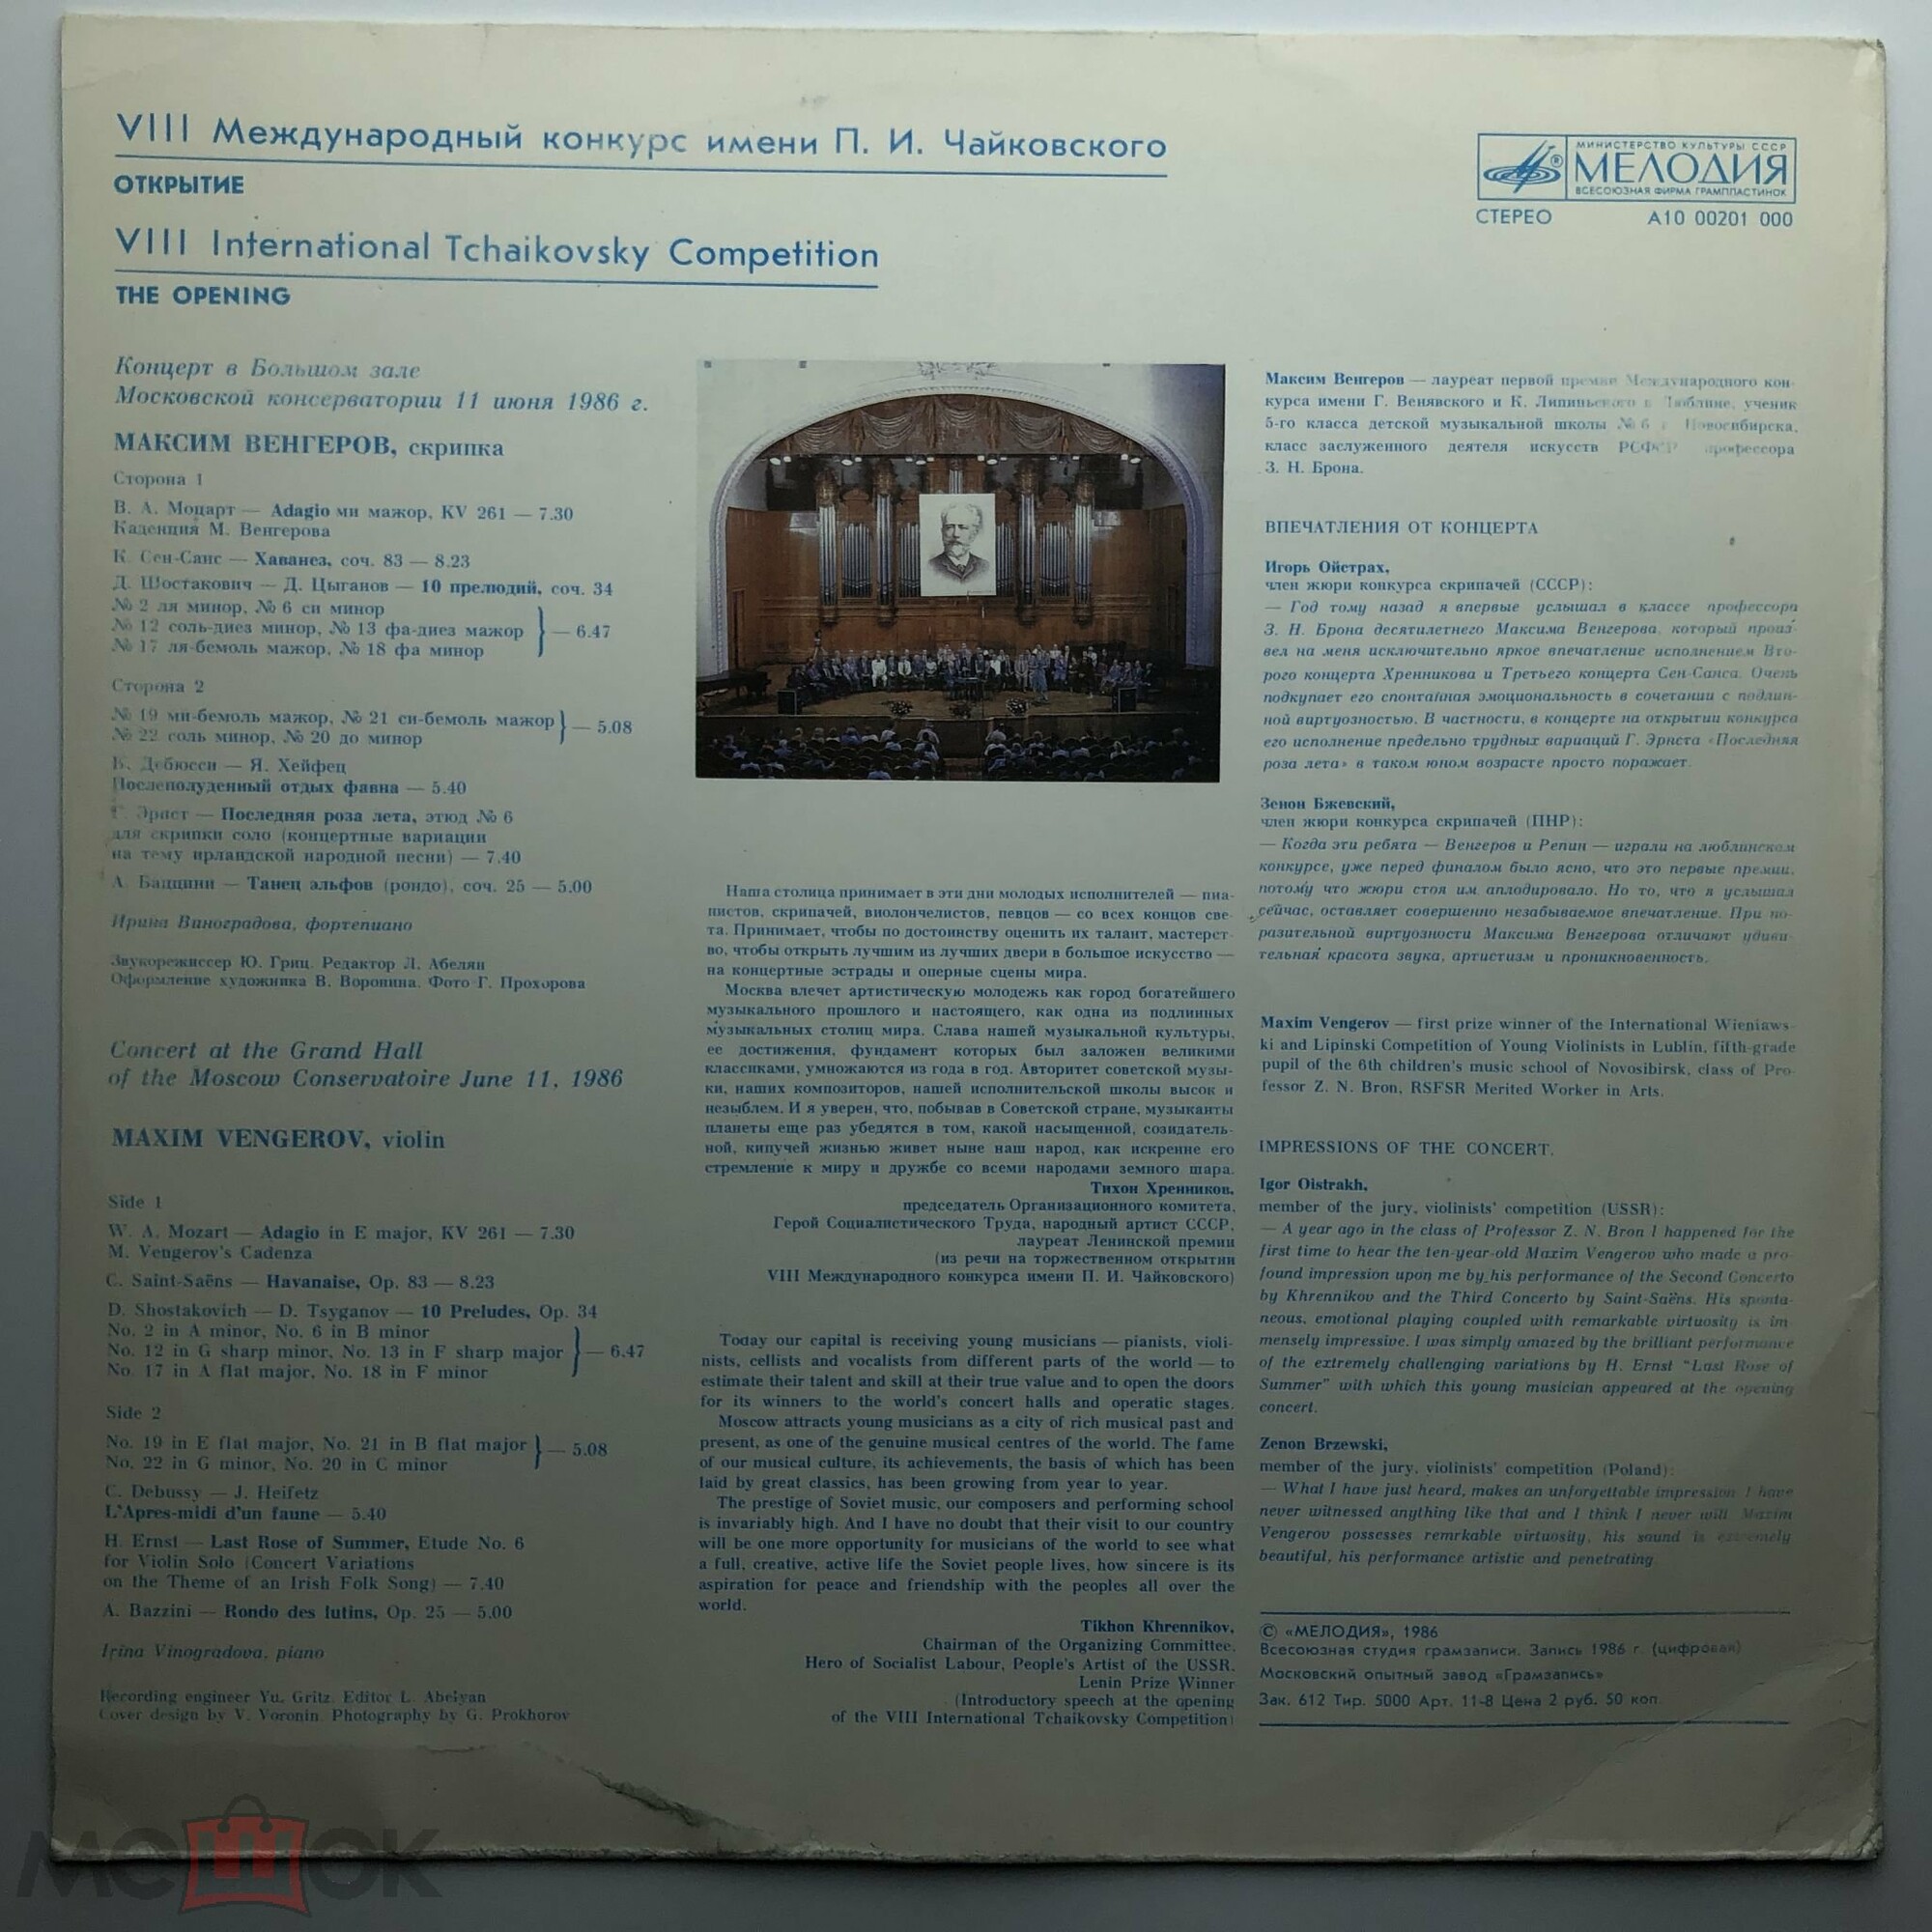 VIII Международный конкурс имени П. И. Чайковского
ОТКРЫТИЕ
VIII International Tchaikovsky Competition
THE OPENING
МИНИСТЕРСТВО КУЛЬТУРЫ СССР
МЕЛОДИЯ
ВСЕСОЮЗНАЯ ФИРМА ГРАМПЛАСТИНОК
СТЕРЕО А10 00201 000
Концерт в Большом зале
Московской консерватории 11 июня 1986 г.
МАКСИМ ВЕНГЕРОВ, скрипка
Сторона 1
В. А. Моцарт — Adagio ми мажор, KV 261 — 7.30
Каденция М. Венгерова
К. Сен-Санс — Хаванез, соч. 83 — 8.23
Д. Шостакович — Д. Цыганов — 10 прелюдий, соч. 34
№ 2 ля минор, № 6 си минор
№ 12 соль-диез минор, № 13 фа-диез мажор } — 6.47
№ 17 ля-бемоль мажор, № 18 фа минор
Сторона 2
№ 19 ми-бемоль мажор, № 21 си-бемоль мажор } — 5.08
№ 22 соль минор, № 20 до минор
К. Дебюсси — Я. Хейфец
Послеполуденный отдых фавна — 5.40
Г. Эрнст — Последняя роза лета, этюд № 6
для скрипки соло (концертные вариации
на тему ирландской народной песни) — 7.40
А. Баццини — Танец эльфов (рондо), соч. 25 — 5.00
Ирина Виноградова, фортепиано
Звукорежиссер Ю. Гриц. Редактор Л. Абелян
Оформление художника В. Воронина. Фото Г. Прохорова
Concert at the Grand Hall
of the Moscow Conservatoire June 11, 1986
MAXIM VENGEROV, violin
Side 1
W. A. Mozart — Adagio in E major, KV 261 — 7.30
M. Vengerov's Cadenza
C. Saint-Saëns — Havanaise, Op. 83 — 8.23
D. Shostakovich — D. Tsyganov — 10 Preludes, Op. 34
No. 2 in A minor, No. 6 in B minor
No. 12 in G sharp minor, No. 13 in F sharp major } — 6.47
No. 17 in A flat major, No. 18 in F minor
Side 2
No. 19 in E flat major, No. 21 in B flat major } — 5.08
No. 22 in G minor, No. 20 in C minor
C. Debussy — J. Heifetz
L'Apres-midi d'un faune — 5.40
H. Ernst — Last Rose of Summer, Etude No. 6
for Violin Solo (Concert Variations
on the Theme of an Irish Folk Song) — 7.40
A. Bazzini — Rondo des lutins, Op. 25 — 5.00
Irina Vinogradova, piano
Recording engineer Yu. Gritz. Editor L. Abelyan
Cover design by V. Voronin. Photography by G. Prokhorov
Наша столица принимает в эти дни молодых исполнителей — пиа-
нистов, скрипачей, виолончелистов, певцов — со всех концов све-
та. Принимает, чтобы по достоинству оценить их талант, мастерст-
во, чтобы открыть лучшим из лучших двери в большое искусство —
на концертные эстрады и оперные сцены мира.
Москва влечет артистическую молодежь как город богатейшего
музыкального прошлого и настоящего, как одна из подлинных
музыкальных столиц мира. Слава нашей музыкальной культуры,
ее достижения, фундамент которых был заложен великими
классиками, умножаются из года в год. Авторитет советской музы-
ки, наших композиторов, нашей исполнительской школы высок и
незыблем. И я уверен, что, побывав в Советской стране, музыканты
планеты еще раз убедятся в том, какой насыщенной, созидатель-
ной, кипучей жизнью живет ныне наш народ, как искренне его
стремление к миру и дружбе со всеми народами земного шара.
Тихон Хренников,
председатель Организационного комитета,
Герой Социалистического Труда, народный артист СССР,
лауреат Ленинской премии
(из речи на торжественном открытии
VIII Международного конкурса имени П. И. Чайковского)
Today our capital is receiving young musicians — pianists, violi-
nists, cellists and vocalists from different parts of the world — to
estimate their talent and skill at their true value and to open the doors
for its winners to the world's concert halls and operatic stages.
Moscow attracts young musicians as a city of rich musical past and
present, as one of the genuine musical centres of the world. The fame
of our musical culture, its achievements, the basis of which has been
laid by great classics, has been growing from year to year.
The prestige of Soviet music, our composers and performing school
is invariably high. And I have no doubt that their visit to our country
will be one more opportunity for musicians of the world to see what
a full, creative, active life the Soviet people lives, how sincere is its
aspiration for peace and friendship with the peoples all over the
world.
Tikhon Khrennikov,
Chairman of the Organizing Committee,
Hero of Socialist Labour, People's Artist of the USSR,
Lenin Prize Winner
(Introductory speech at the opening
of the VIII International Tchaikovsky Competition)
Максим Венгеров — лауреат первой премии Международного кон-
курса имени Г. Венявского и К. Липиньского в Люблине, ученик
5-го класса детской музыкальной школы № 6 г. Новосибирска,
класс заслуженного деятеля искусств РСФСР профессора
З. Н. Брона.
ВПЕЧАТЛЕНИЯ ОТ КОНЦЕРТА
Игорь Ойстрах,
член жюри конкурса скрипачей (СССР):
— Год тому назад я впервые услышал в классе профессора
З. Н. Брона десятилетнего Максима Венгерова, который произ-
вел на меня исключительно яркое впечатление исполнением Вто-
рого концерта Хренникова и Третьего концерта Сен-Санса. Очень
подкупает его спонтанная эмоциональность в сочетании с подлин-
ной виртуозностью. В частности, в концерте на открытии конкурса
его исполнение предельно трудных вариаций Г. Эрнста «Последняя
роза лета» в таком юном возрасте просто поражает.
Зенон Бжевский,
член жюри конкурса скрипачей (ПНР):
— Когда эти ребята — Венгеров и Репин — играли на люблинском
конкурсе, уже перед финалом было ясно, что это первые премии,
потому что жюри стоя им аплодировало. Но то, что я услышал
сейчас, оставляет совершенно незабываемое впечатление. При по-
разительной виртуозности Максима Венгерова отличают удиви-
тельная красота звука, артистизм и проникновенность.
Maxim Vengerov — first prize winner of the International Wieniaws-
ki and Lipinski Competition of Young Violinists in Lublin, fifth-grade
pupil of the 6th children's music school of Novosibirsk, class of Pro-
fessor Z. N. Bron, RSFSR Merited Worker in Arts.
IMPRESSIONS OF THE CONCERT.
Igor Oistrakh,
member of the jury, violinists' competition (USSR):
— A year ago in the class of Professor Z. N. Bron I happened for the
first time to hear the ten-year-old Maxim Vengerov who made a pro-
found impression upon me by his performance of the Second Concerto
by Khrennikov and the Third Concerto by Saint-Saëns. His sponta-
neous, emotional playing coupled with remarkable virtuosity is im-
mensely impressive. I was simply amazed by the brilliant performance
of the extremely challenging variations by H. Ernst "Last Rose of
Summer" with which this young musician appeared at the opening
concert.
Zenon Brzewski,
member of the jury, violinists' competition (Poland):
— What I have just heard, makes an unforgettable impression. I have
never witnessed anything like that and I think I never will. Maxim
Vengerov possesses remrkable virtuosity, his sound is extremely
beautiful, his performance artistic and penetrating.
© «МЕЛОДИЯ», 1986
Всесоюзная студия грамзаписи. Запись 1986 г. (цифровая)
Московский опытный завод «Грамзапись»
Зак. 612 Тир. 5000 Арт. 11-8 Цена 2 руб. 50 коп.
МешОК